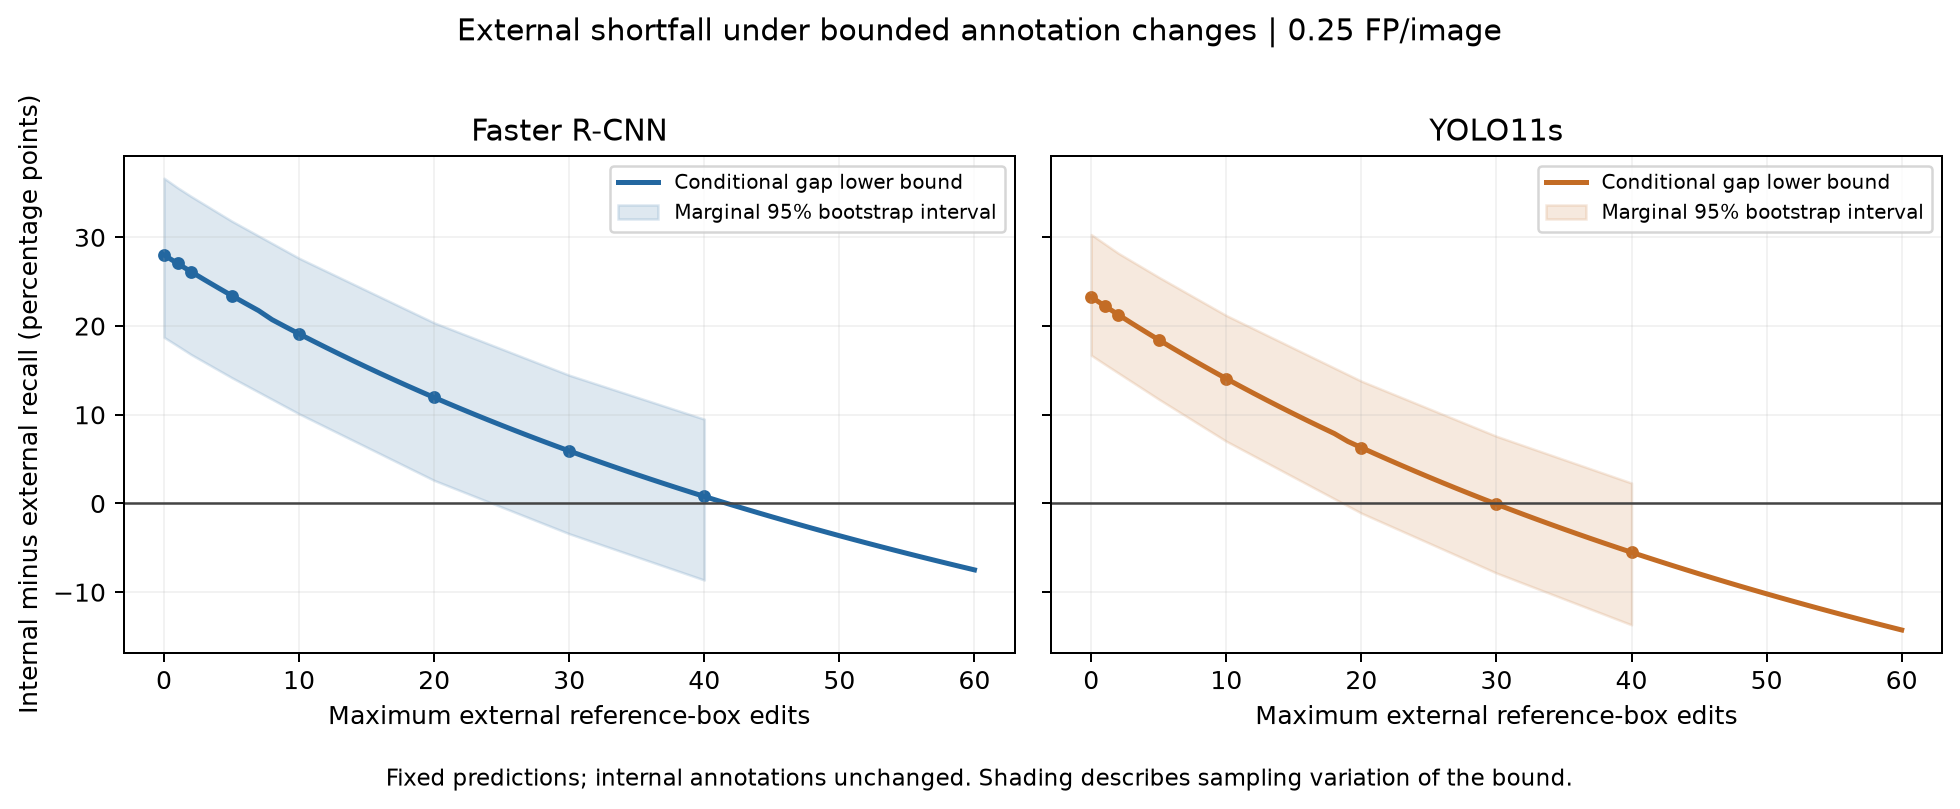 External shortfall under bounded annotation changes | 0.25 FP/image
Internal minus external recall (percentage points)
Faster R-CNN
Conditional gap lower bound
Marginal 95% bootstrap interval
30
20
10
0
−10
0 10 20 30 40 50 60
Maximum external reference-box edits
YOLO11s
Conditional gap lower bound
Marginal 95% bootstrap interval
0 10 20 30 40 50 60
Maximum external reference-box edits
Fixed predictions; internal annotations unchanged. Shading describes sampling variation of the bound.